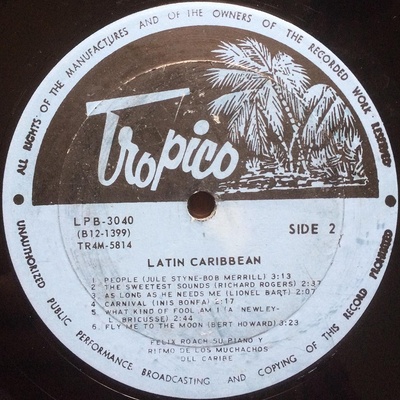 ALL RIGHTS OF THE MANUFACTURES AND OF THE OWNERS OF THE RECORDED WORK RESERVED
Tropico
LPB-3040
(B12-1399)
TR4M-5814
SIDE 2
LATIN CARIBBEAN
1 PEOPLE (JULE STYNE-BOB MERRILL) 3:13
2 THE SWEETEST SOUNDS (RICHARD ROGERS) 2:37
3 AS LONG AS HE NEEDS ME (LIONEL BART) 2:07
4 CARNIVAL (INIS BONFA) 2:17
5 WHAT KIND OF FOOL AM I (A NEWLEY-
L. BRICUSSE) 2:44
6 FLY ME TO THE MOON (BERT HOWARD) 3:23
FELIX ROACH SU PIANO Y
RITMO DE LOS MUCHACHOS
DEL CARIBE
UNAUTHORIZED PUBLIC PERFORMANCE BROADCASTING AND COPYING OF THIS RECORD PROHIBITED